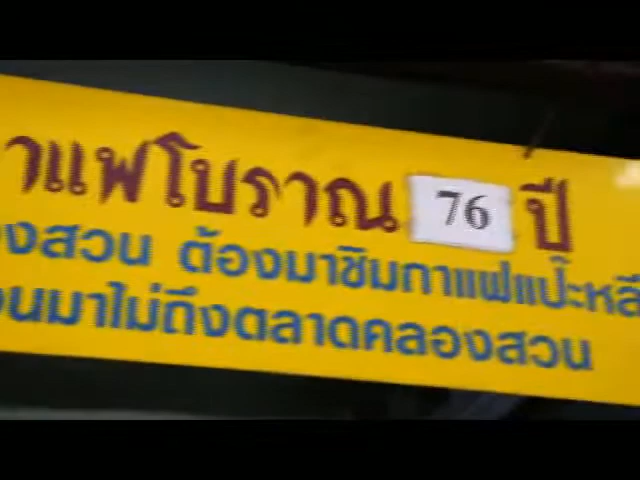 าแฟโบราณ 76 ปี
องสวน ต้องมาชิมกาแฟแป๊ะหลี
นมาไม่ถึงตลาดคลองสวน